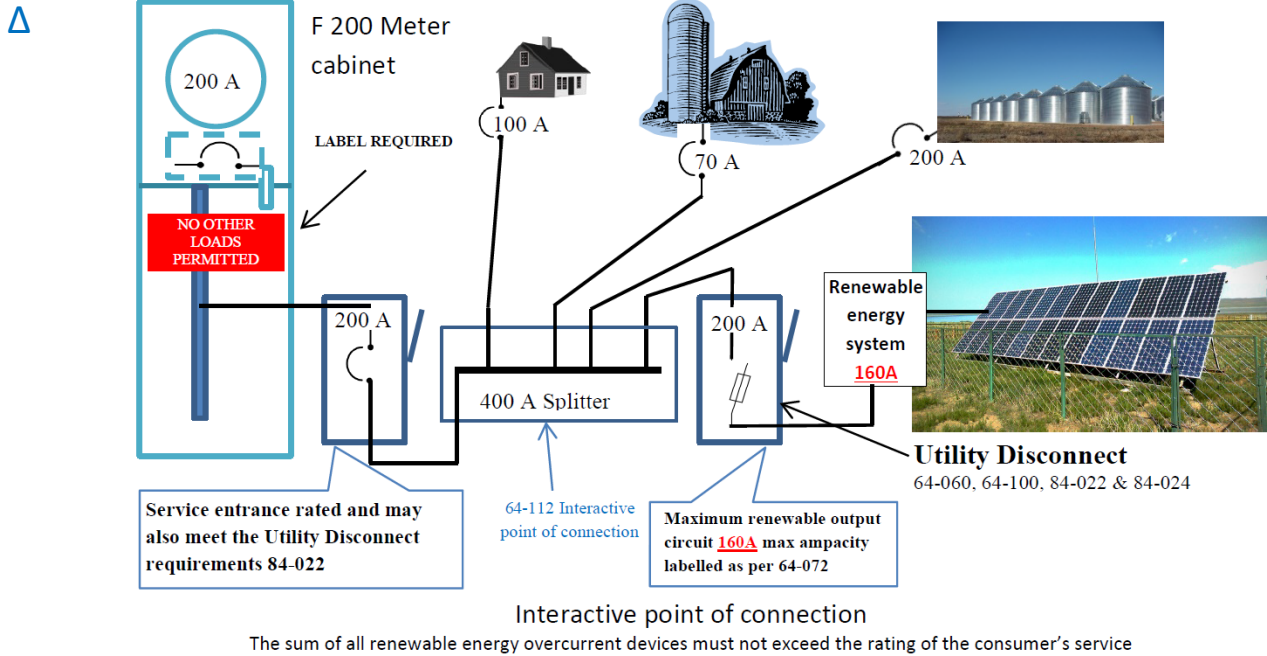 Δ
F 200 Meter
cabinet
200 A
LABEL REQUIRED
NO OTHER
LOADS
PERMITTED
100 A
70 A
200 A
200 A
400 A Splitter
200 A
Renewable
energy
system
160A
Utility Disconnect
64-060, 64-100, 84-022 & 84-024
Service entrance rated and may
also meet the Utility Disconnect
requirements 84-022
64-112 Interactive
point of connection
Maximum renewable output
circuit 160A max ampacity
labelled as per 64-072
Interactive point of connection
The sum of all renewable energy overcurrent devices must not exceed the rating of the consumer's service